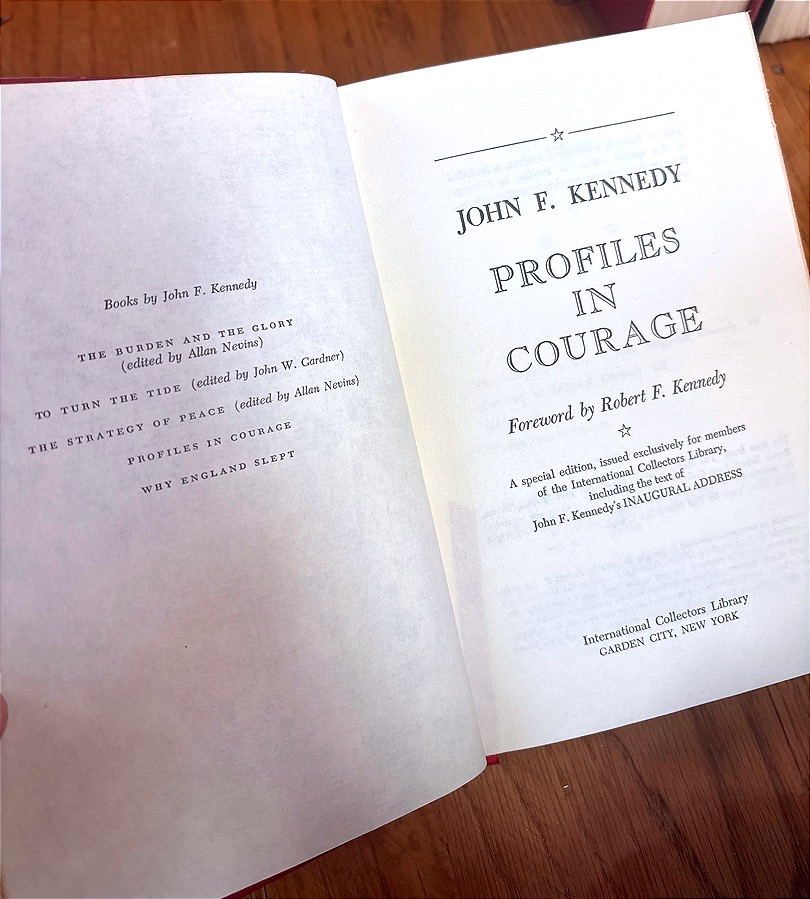 Books by John F. Kennedy
THE BURDEN AND THE GLORY
(edited by Allan Nevins)
TO TURN THE TIDE (edited by John W. Gardner)
THE STRATEGY OF PEACE (edited by Allan Nevins)
PROFILES IN COURAGE
WHY ENGLAND SLEPT
JOHN F. KENNEDY
PROFILES
IN
COURAGE
Foreword by Robert F. Kennedy
A special edition, issued exclusively for members
of the International Collectors Library,
including the text of
John F. Kennedy's INAUGURAL ADDRESS
International Collectors Library
GARDEN CITY, NEW YORK